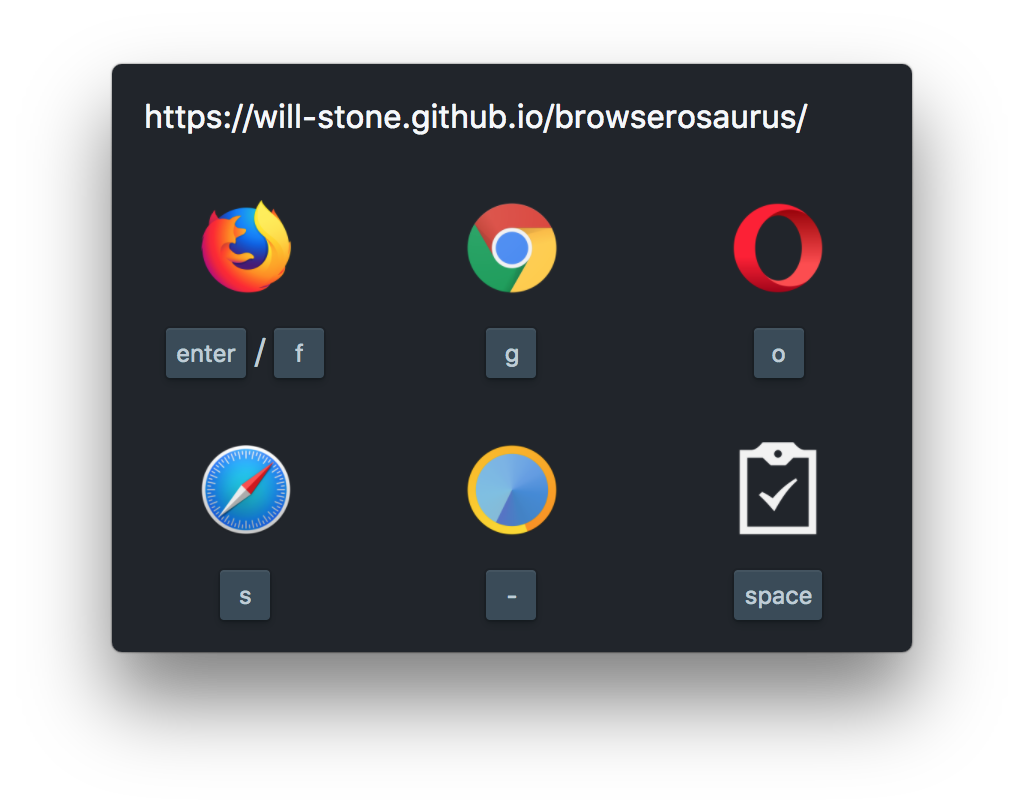 https://will-stone.github.io/browserosaurus/
enter / f
g
o
s
-
space